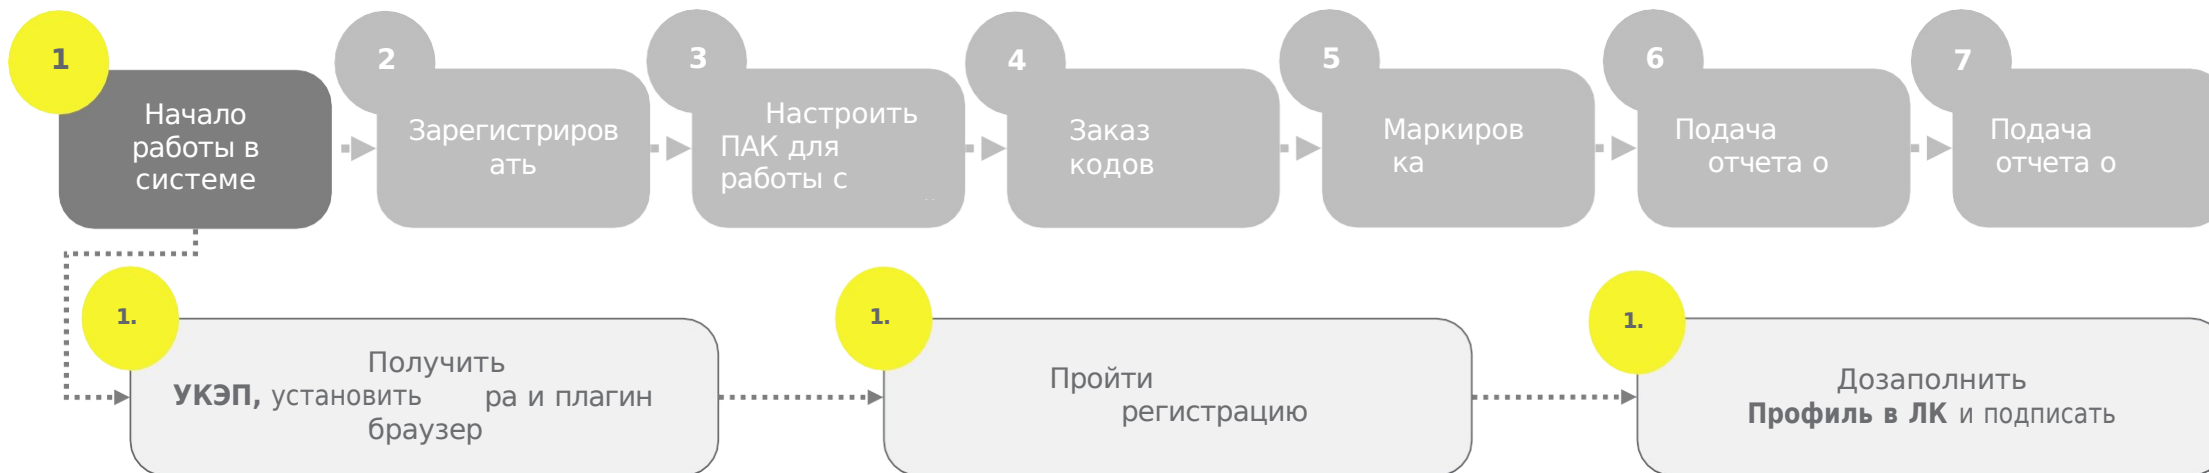 1
Начало
работы в
системе
2
Зарегистриров
ать
3
Настроить
ПАК для
работы с
4
Заказ
кодов
5
Маркиров
ка
6
Подача
отчета о
7
Подача
отчета о
1.
Получить
УКЭП, установить ра и плагин
браузер
1.
Пройти
регистрацию
1.
Дозаполнить
Профиль в ЛК и подписать